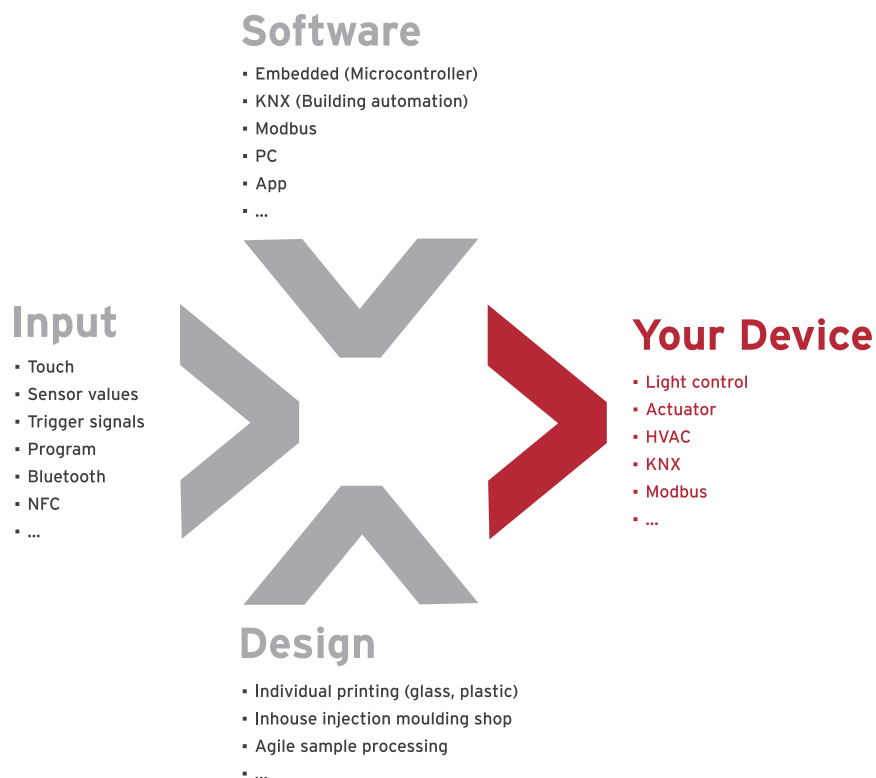 Software
▪ Embedded (Microcontroller)
▪ KNX (Building automation)
▪ Modbus
▪ PC
▪ App
▪ ...
Input
▪ Touch
▪ Sensor values
▪ Trigger signals
▪ Program
▪ Bluetooth
▪ NFC
▪ ...
Your Device
▪ Light control
▪ Actuator
▪ HVAC
▪ KNX
▪ Modbus
▪ ...
Design
▪ Individual printing (glass, plastic)
▪ Inhouse injection moulding shop
▪ Agile sample processing
▪ ...